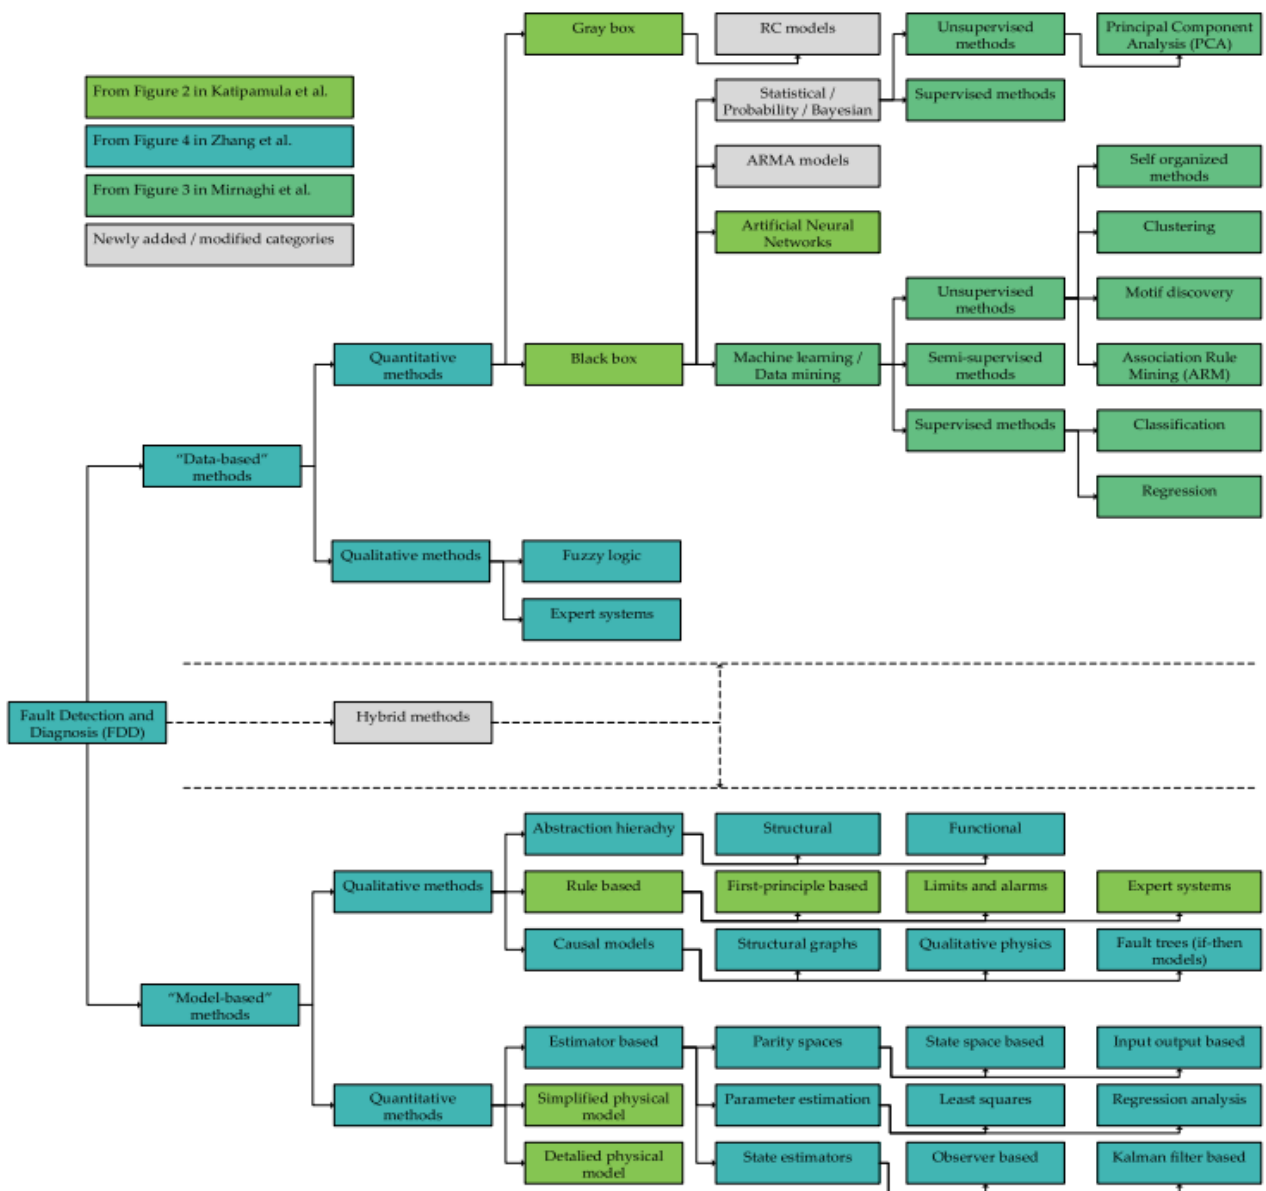 Gray box
RC models
Unsupervised
methods
Principal Component
Analysis (PCA)
From Figure 2 in Katipamula et al.
Statistical /
Probability / Bayesian
Supervised methods
From Figure 4 in Zhang et al.
ARMA models
Self organized
methods
From Figure 3 in Mirnaghi et al.
Newly added / modified categories
Artificial Neural
Networks
Clustering
Unsupervised
methods
Motif discovery
Quantitative
methods
Black box
Machine learning /
Data mining
Semi-supervised
methods
Association Rule
Mining (ARM)
Supervised methods
Classification
"Data-based"
methods
Regression
Qualitative methods
Fuzzy logic
Expert systems
Fault Detection and
Diagnosis (FDD)
Hybrid methods
Abstraction hierachy
Structural
Functional
Qualitative methods
Rule based
First-principle based
Limits and alarms
Expert systems
Causal models
Structural graphs
Qualitative physics
Fault trees (if-then
models)
"Model-based"
methods
Estimator based
Parity spaces
State space based
Input output based
Quantitative
methods
Simplified physical
model
Parameter estimation
Least squares
Regression analysis
Detalied physical
model
State estimators
Observer based
Kalman filter based